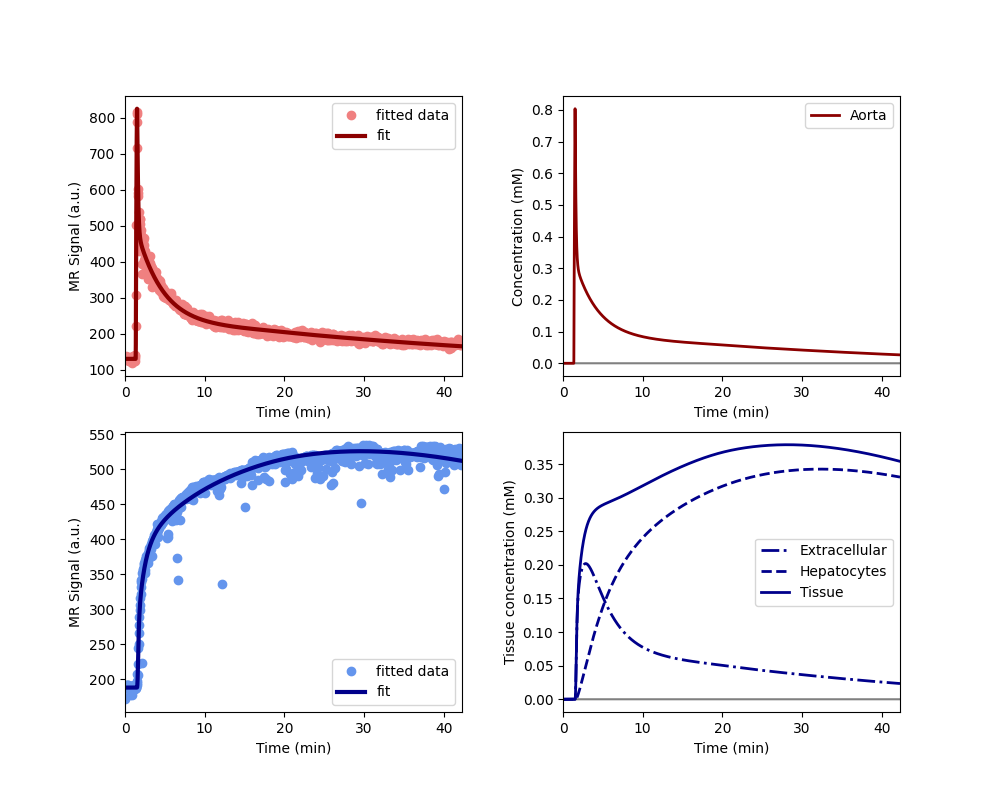 800
700
600
500
400
300
200
100
MR Signal (a.u.)
0 10 20 30 40
Time (min)
fitted data
fit
0.8
0.7
0.6
0.5
0.4
0.3
0.2
0.1
0.0
Concentration (mM)
0 10 20 30 40
Time (min)
Aorta
550
500
450
400
350
300
250
200
MR Signal (a.u.)
0 10 20 30 40
Time (min)
fitted data
fit
0.35
0.30
0.25
0.20
0.15
0.10
0.05
0.00
Tissue concentration (mM)
0 10 20 30 40
Time (min)
Extracellular
Hepatocytes
Tissue